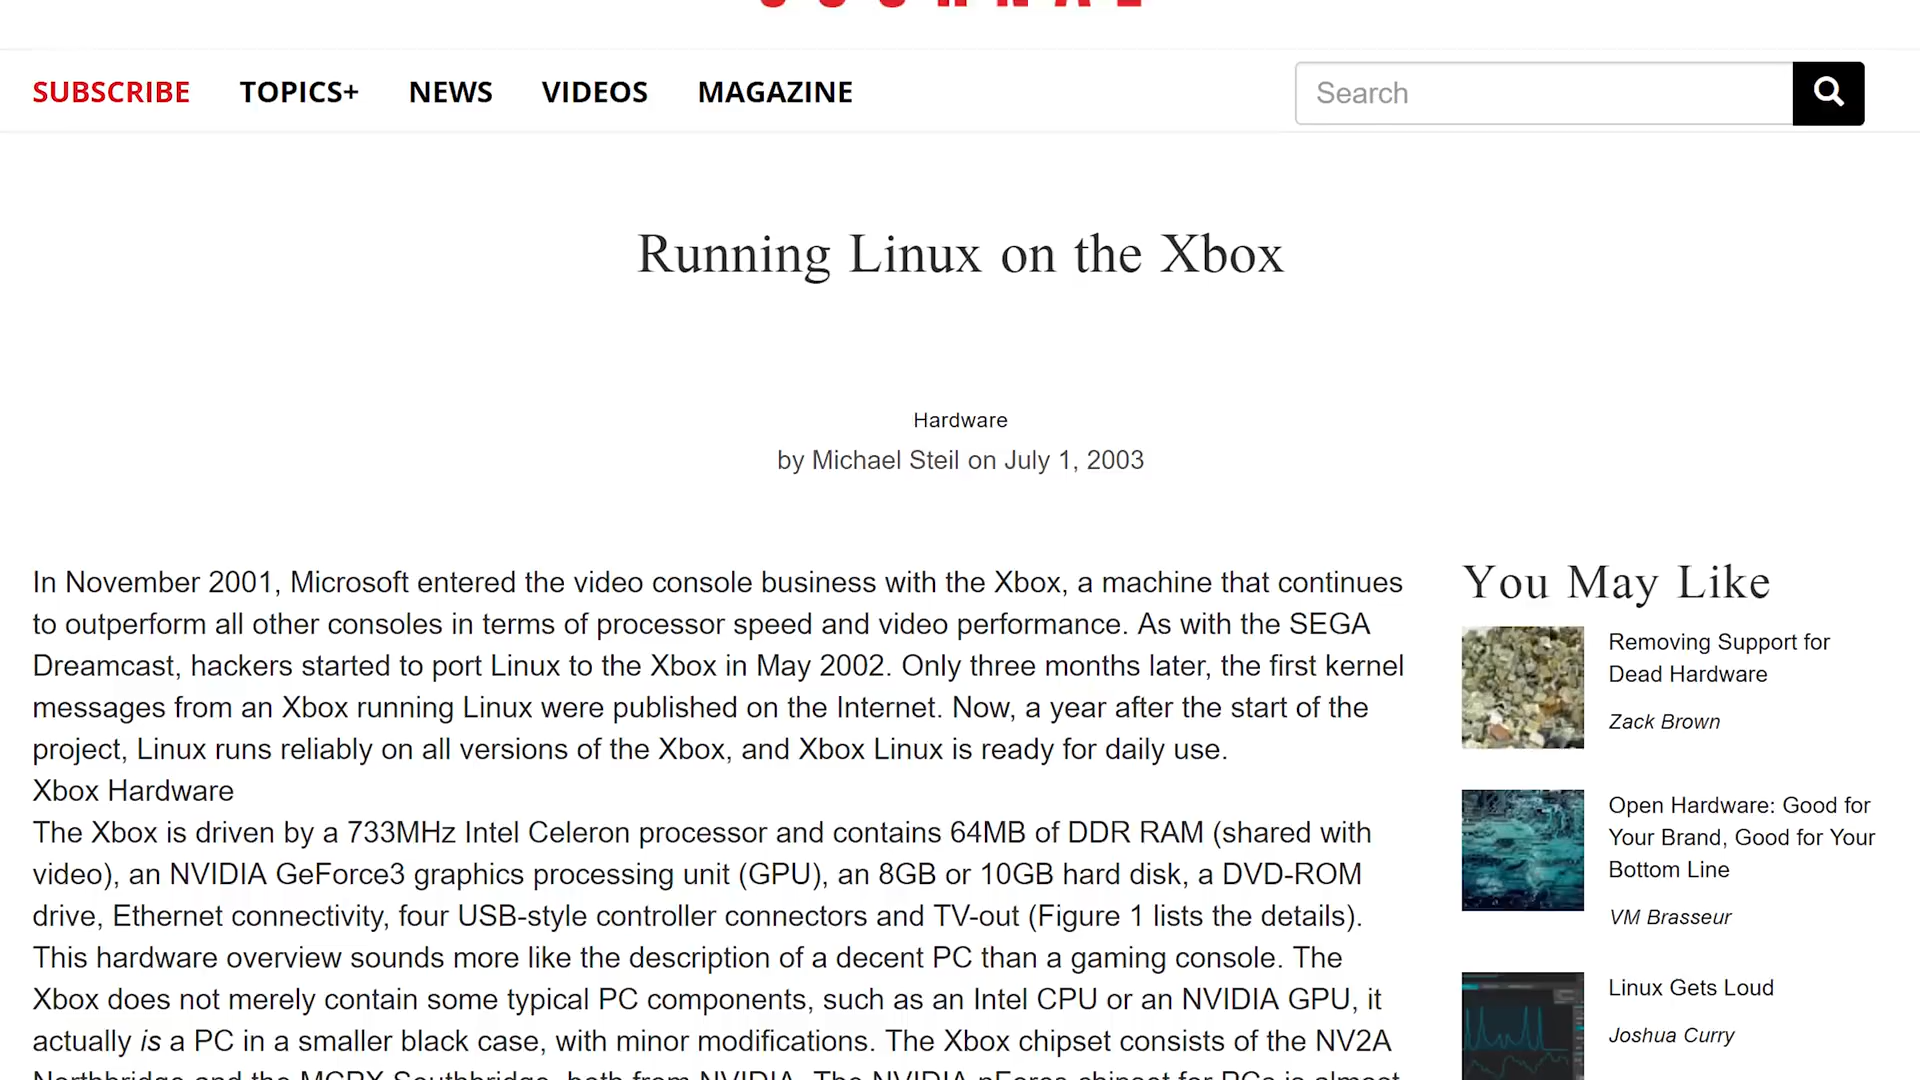 JOURNAL
SUBSCRIBE TOPICS+ NEWS VIDEOS MAGAZINE Search
Running Linux on the Xbox
Hardware
by Michael Steil on July 1, 2003
In November 2001, Microsoft entered the video console business with the Xbox, a machine that continues
to outperform all other consoles in terms of processor speed and video performance. As with the SEGA
Dreamcast, hackers started to port Linux to the Xbox in May 2002. Only three months later, the first kernel
messages from an Xbox running Linux were published on the Internet. Now, a year after the start of the
project, Linux runs reliably on all versions of the Xbox, and Xbox Linux is ready for daily use.
Xbox Hardware
The Xbox is driven by a 733MHz Intel Celeron processor and contains 64MB of DDR RAM (shared with
video), an NVIDIA GeForce3 graphics processing unit (GPU), an 8GB or 10GB hard disk, a DVD-ROM
drive, Ethernet connectivity, four USB-style controller connectors and TV-out (Figure 1 lists the details).
This hardware overview sounds more like the description of a decent PC than a gaming console. The
Xbox does not merely contain some typical PC components, such as an Intel CPU or an NVIDIA GPU, it
actually is a PC in a smaller black case, with minor modifications. The Xbox chipset consists of the NV2A
Northbridge and the MCPX Southbridge, both from NVIDIA. The NVIDIA nForce chipset for PCs is almost
You May Like
Removing Support for
Dead Hardware
Zack Brown
Open Hardware: Good for
Your Brand, Good for Your
Bottom Line
VM Brasseur
Linux Gets Loud
Joshua Curry